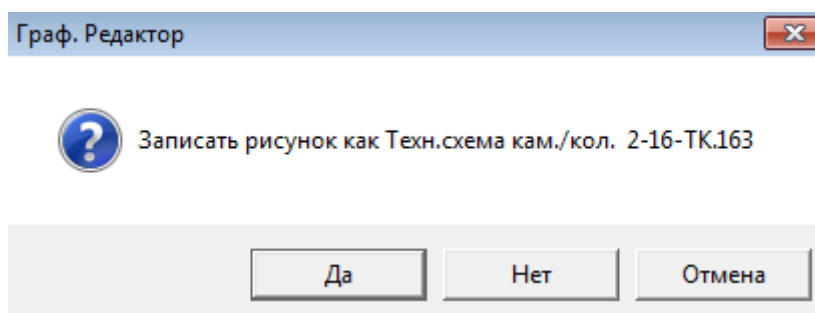 Граф. Редактор
Записать рисунок как Техн.схема кам./кол.  2-16-ТК.163
Да
Нет
Отмена